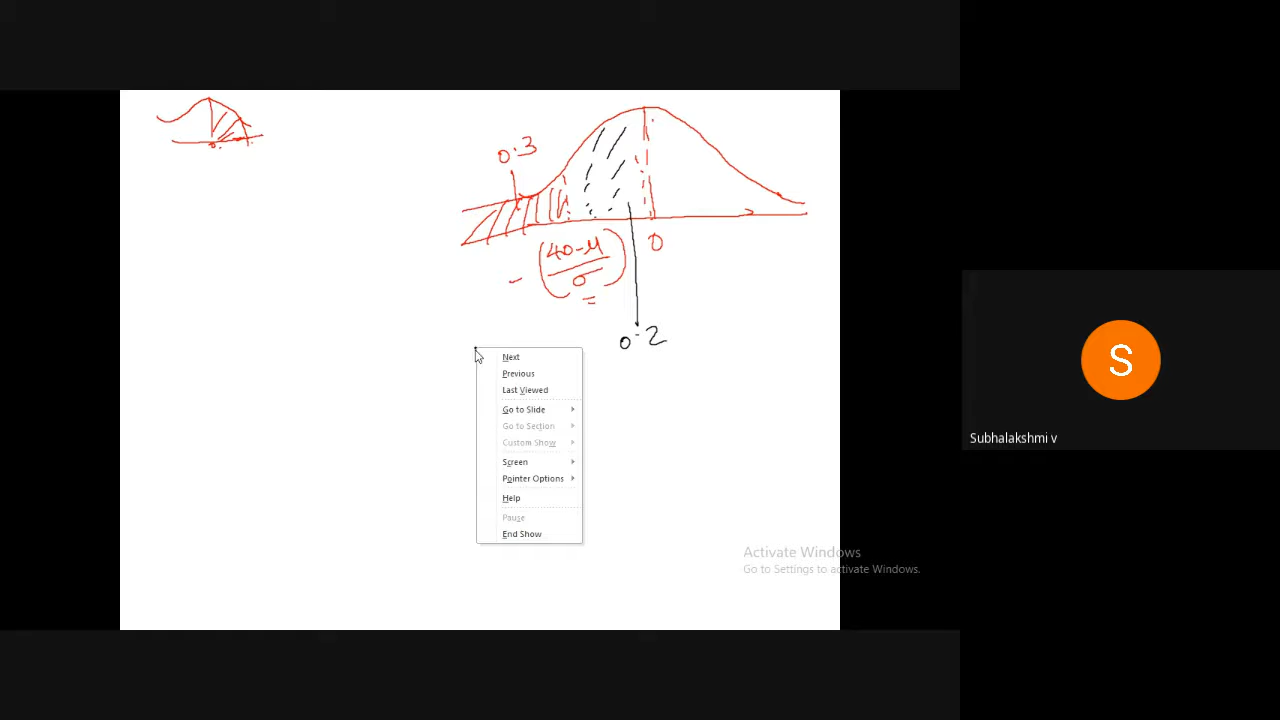 0.3
0
- (40-μ/σ)
0.2
0
Next
Previous
Last Viewed
Go to Slide
Go to Section
Custom Show
Screen
Pointer Options
Help
Pause
End Show
S
Subhalakshmi v
Activate Windows
Go to Settings to activate Windows.